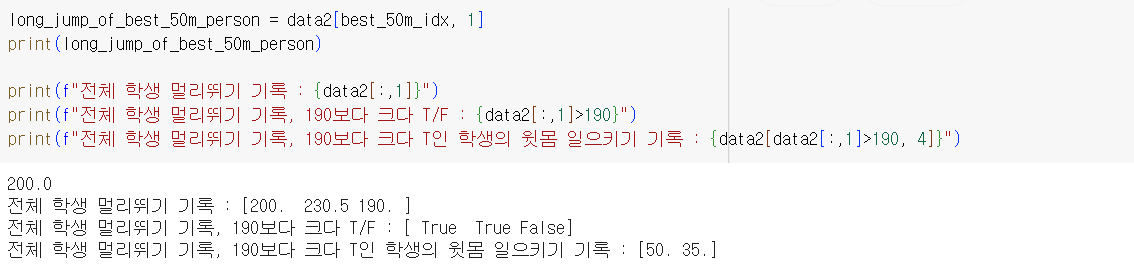 long_jump_of_best_50m_person = data2[best_50m_idx, 1]
print(long_jump_of_best_50m_person)
print(f"전체 학생 멀리뛰기 기록 : {data2[:,1]}")
print(f"전체 학생 멀리뛰기 기록, 190보다 크다 T/F : {data2[:,1]>190}")
print(f"전체 학생 멀리뛰기 기록, 190보다 크다 T인 학생의 윗몸 일으키기 기록 : {data2[data2[:,1]>190, 4]}")
200.0
전체 학생 멀리뛰기 기록 : [200.  230.5 190. ]
전체 학생 멀리뛰기 기록, 190보다 크다 T/F : [ True  True False]
전체 학생 멀리뛰기 기록, 190보다 크다 T인 학생의 윗몸 일으키기 기록 : [50. 35.]